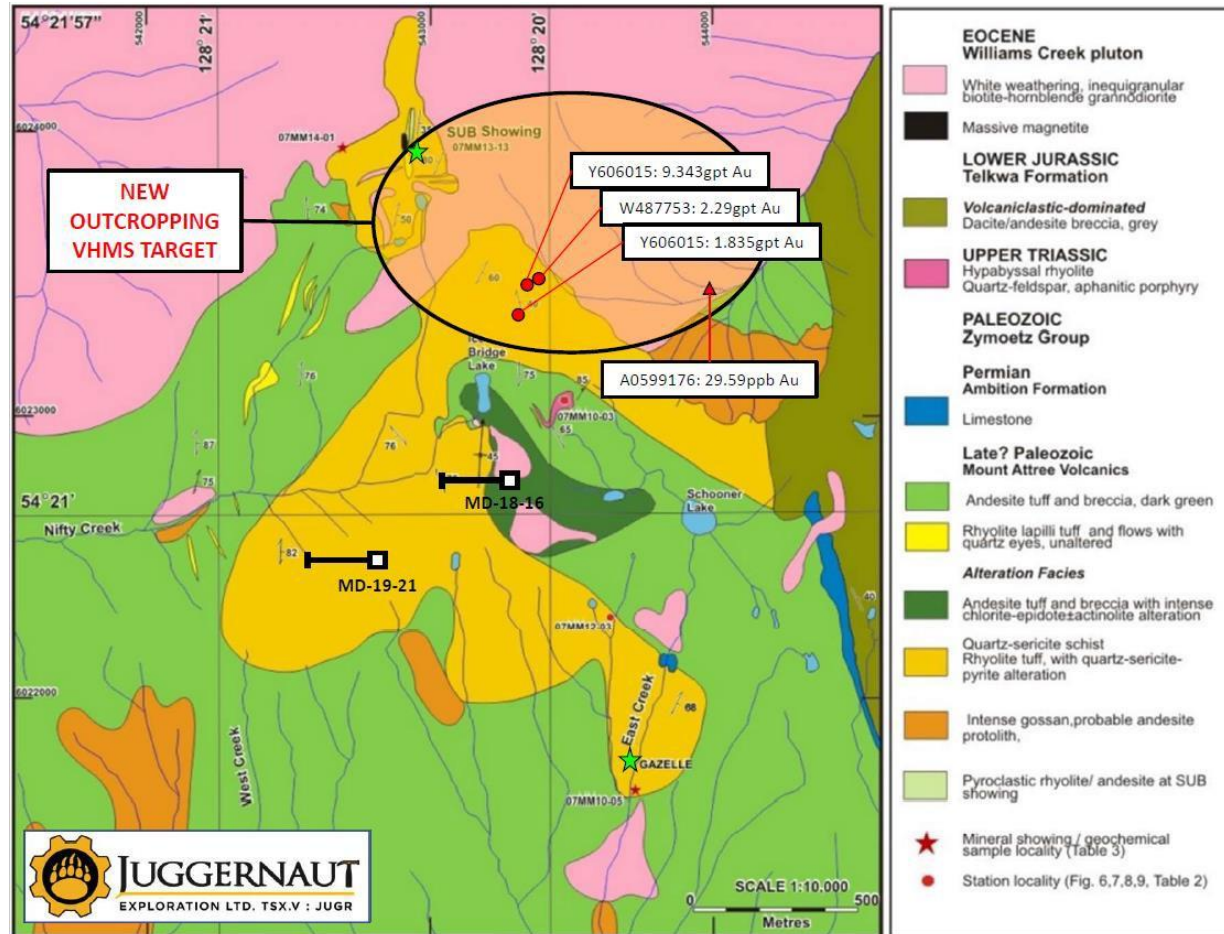 54°21'57"
542000
128° 21'
543000
128° 20'
544000
6024000
07MM14-01
SUB Showing
07MM13-13
NEW
OUTCROPPING
VHMS TARGET
Y606015: 9.343gpt Au
W487753: 2.29gpt Au
Y606015: 1.835gpt Au
74
50
60
A0599176: 29.59ppb Au
Bridge
Lake
76
75
85
6023000
07MM10-03
65
87
76
75
45
54°21'
MD-18-16
Schooner
Lake
Nifty Creek
82
MD-19-21
40
07MM12-03
6022000
68
East Creek
West Creek
GAZELLE
07MM10-05
JUGGERNAUT
EXPLORATION LTD. TSX.V : JUGR
SCALE 1:10.000
0 500
Metres
EOCENE
Williams Creek pluton
White weathering, inequigranular
biotite-hornblende grannodiorite
Massive magnetite
LOWER JURASSIC
Telkwa Formation
Volcaniclastic-dominated
Dacite/andesite breccia, grey
UPPER TRIASSIC
Hypabyssal rhyolite
Quartz-feldspar, aphanitic porphyry
PALEOZOIC
Zymoetz Group
Permian
Ambition Formation
Limestone
Late? Paleozoic
Mount Attree Volcanics
Andesite tuff and breccia, dark green
Rhyolite lapilli tuff and flows with
quartz eyes, unaltered
Alteration Facies
Andesite tuff and breccia with intense
chlorite-epidote±actinolite alteration
Quartz-sericite schist
Rhyolite tuff, with quartz-sericite-
pyrite alteration
Intense gossan,probable andesite
protolith,
Pyroclastic rhyolite/ andesite at SUB
showing
Mineral showing / geochemical
sample locality (Table 3)
Station locality (Fig. 6,7,8,9, Table 2)